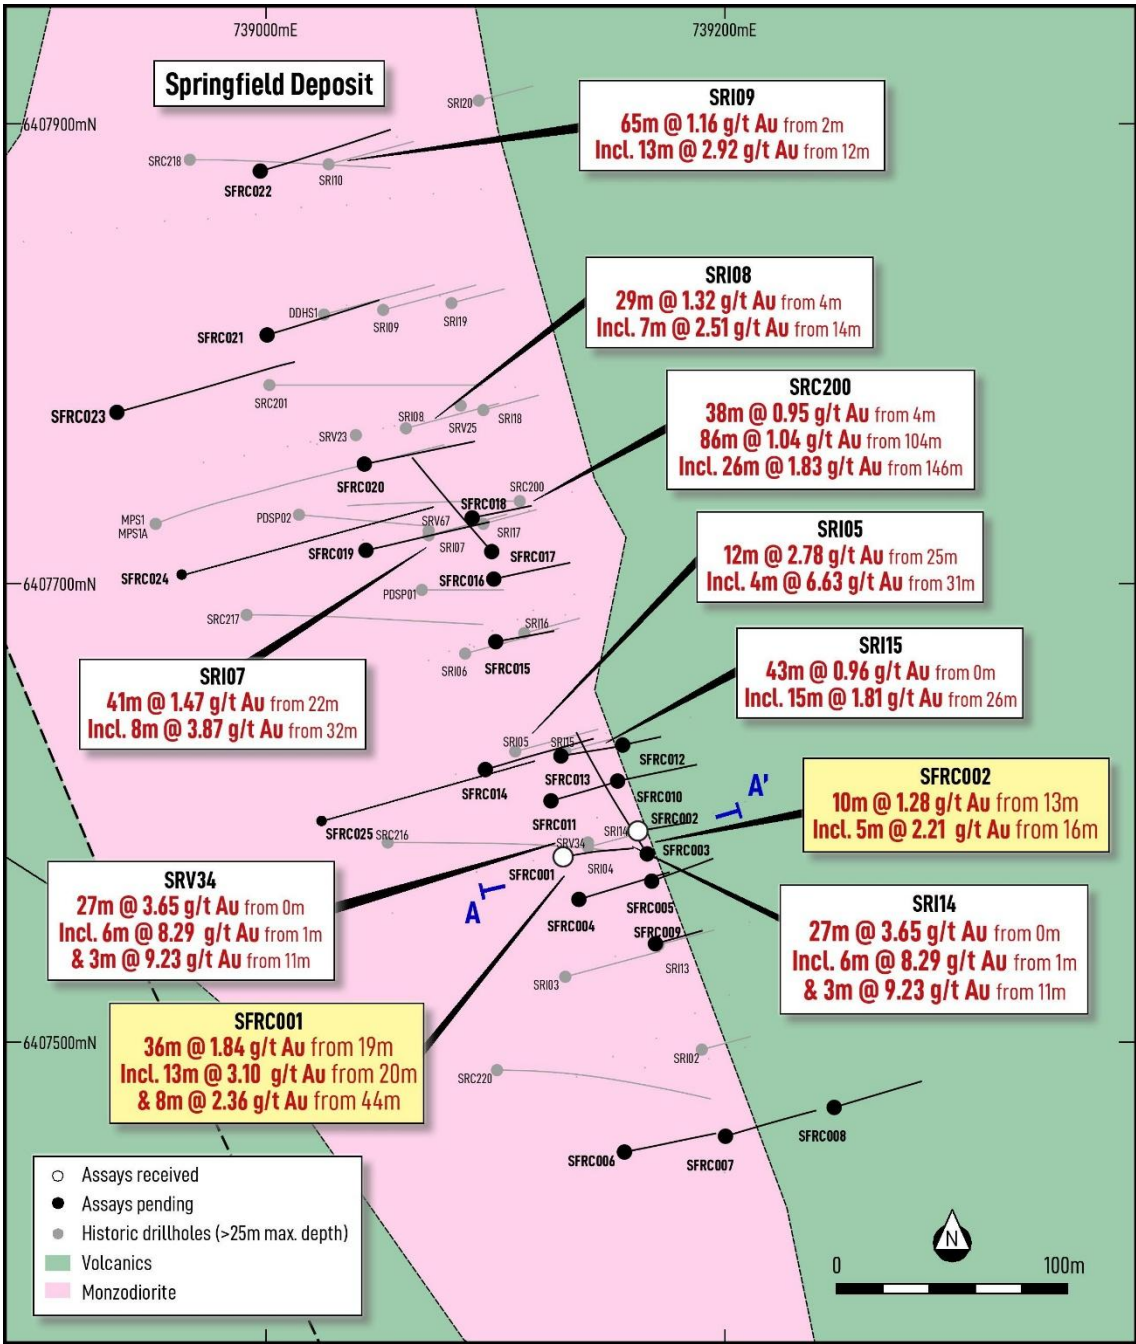 739000mE
739200mE
Springfield Deposit
6407900mN
SRI20
SRI09
65m @ 1.16 g/t Au from 2m
Incl. 13m @ 2.92 g/t Au from 12m
SRC218
SRI10
SFRC022
SRI08
29m @ 1.32 g/t Au from 4m
Incl. 7m @ 2.51 g/t Au from 14m
DDHS1
SRI09
SRI19
SFRC021
SRC201
SFRC023
SRI08
SRV25
SRI18
SRV23
SRC200
38m @ 0.95 g/t Au from 4m
86m @ 1.04 g/t Au from 104m
Incl. 26m @ 1.83 g/t Au from 146m
SFRC020
SRC200
MPS1
MPS1A
PDSP02
SFRC018
SRV67
SRI17
SRI07
SFRC019
SFRC017
SFRC024
SFRC016
6407700mN
PDSP01
SRI05
12m @ 2.78 g/t Au from 25m
Incl. 4m @ 6.63 g/t Au from 31m
SRC217
SRI16
SRI06
SFRC015
SRI07
41m @ 1.47 g/t Au from 22m
Incl. 8m @ 3.87 g/t Au from 32m
SRI15
43m @ 0.96 g/t Au from 0m
Incl. 15m @ 1.81 g/t Au from 26m
SRI05
SRI15
SFRC012
SFRC013
SFRC014
SFRC010
SFRC011
SFRC002
A'
SFRC002
10m @ 1.28 g/t Au from 13m
Incl. 5m @ 2.21 g/t Au from 16m
SFRC025
SRC216
SRI14
SRV34
SFRC003
SFRC001
SRI04
SRV34
27m @ 3.65 g/t Au from 0m
Incl. 6m @ 8.29 g/t Au from 1m
& 3m @ 9.23 g/t Au from 11m
A
SFRC004
SFRC005
SFRC009
SRI14
27m @ 3.65 g/t Au from 0m
Incl. 6m @ 8.29 g/t Au from 1m
& 3m @ 9.23 g/t Au from 11m
SRI13
SRI03
SFRC001
36m @ 1.84 g/t Au from 19m
Incl. 13m @ 3.10 g/t Au from 20m
& 8m @ 2.36 g/t Au from 44m
6407500mN
SRI02
SRC220
SFRC006
SFRC007
SFRC008
Assays received
Assays pending
Historic drillholes (>25m max. depth)
Volcanics
Monzodiorite
N
0
100m